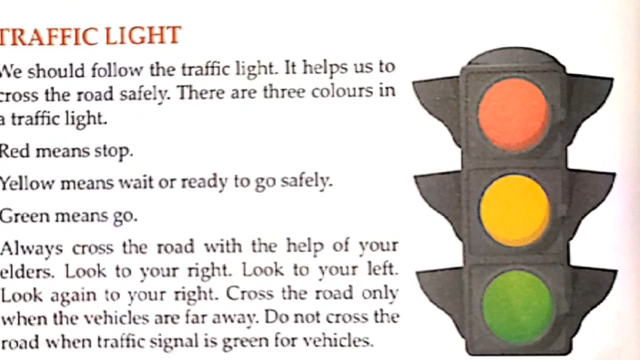 TRAFFIC LIGHT
We should follow the traffic light. It helps us to
cross the road safely. There are three colours in
a traffic light.
Red means stop.
Yellow means wait or ready to go safely.
Green means go.
Always cross the road with the help of your
elders. Look to your right. Look to your left.
Look again to your right. Cross the road only
when the vehicles are far away. Do not cross the
road when traffic signal is green for vehicles.